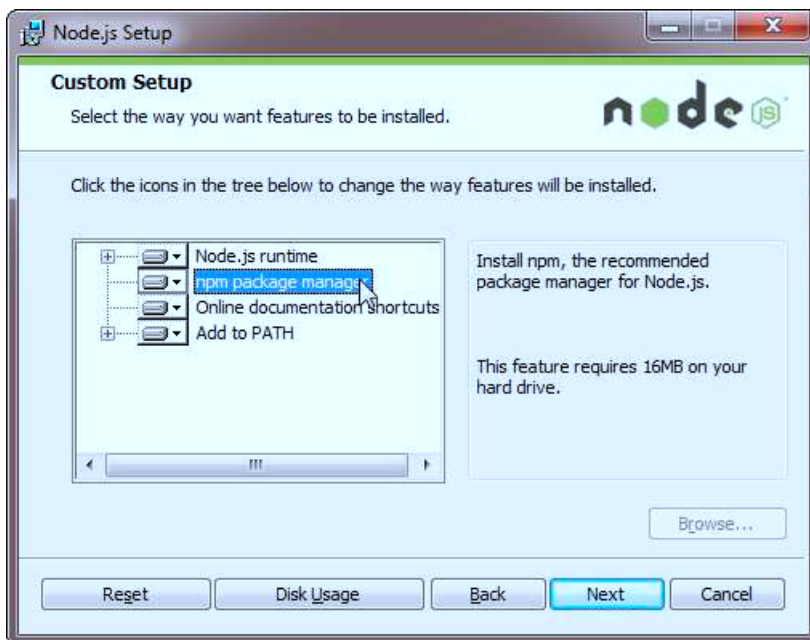 Node.js Setup
Custom Setup
Select the way you want features to be installed.
node
JS
Click the icons in the tree below to change the way features will be installed.
Node.js runtime
npm package manager
Online documentation shortcuts
Add to PATH
Install npm, the recommended
package manager for Node.js.
This feature requires 16MB on your
hard drive.
Browse...
Reset
Disk Usage
Back
Next
Cancel